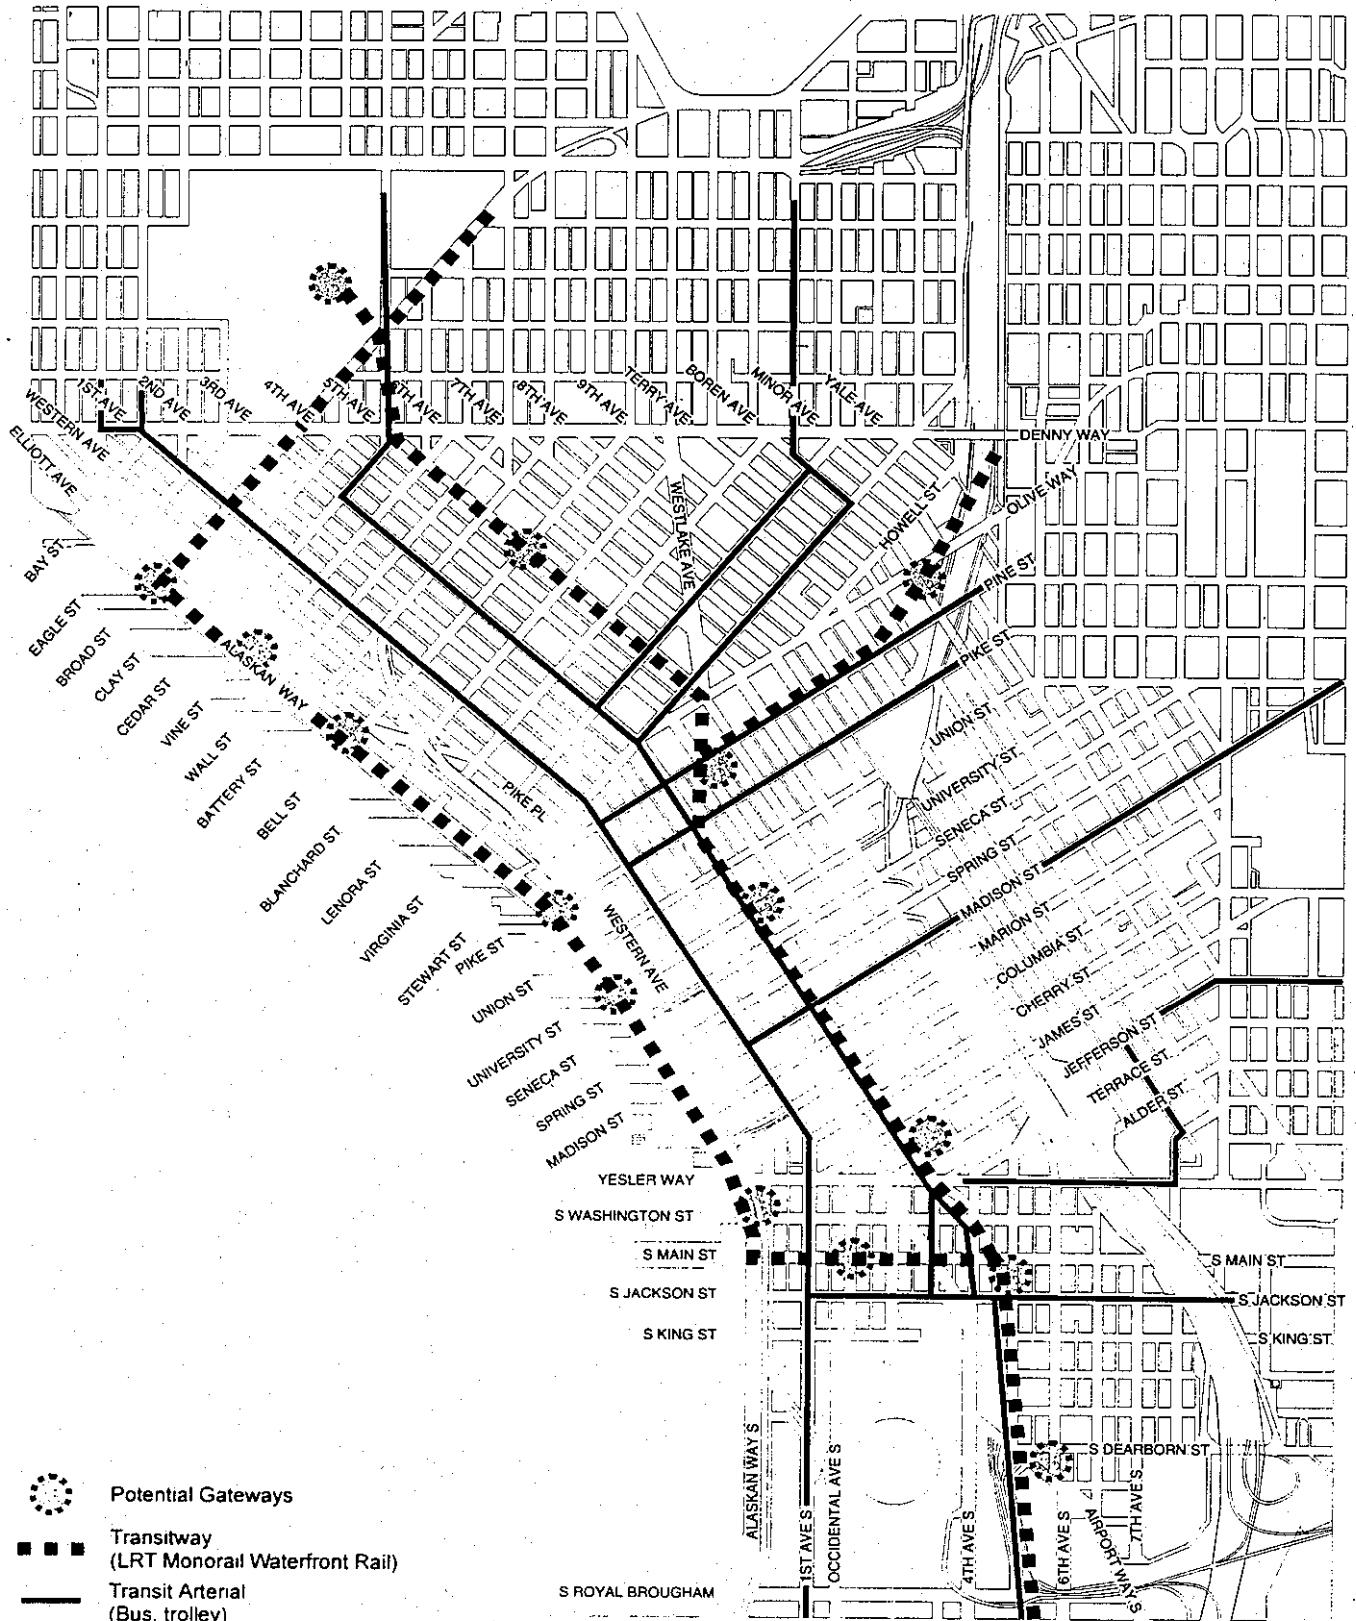 WESTERN AVE
1ST AVE
2ND AVE
3RD AVE
4TH AVE
5TH AVE
6TH AVE
7TH AVE
8TH AVE
9TH AVE
TERRY AVE
BOREN AVE
MINOR AVE
YALE AVE
ELLIOTT AVE
DENNY WAY
WESTLAKE AVE
HOWELL ST
OLIVE WAY
PINE ST
PIKE ST
BAY ST
EAGLE ST
BROAD ST
CLAY ST
CEDAR ST
VINE ST
WALL ST
BATTERY ST
BELL ST
BLANCHARD ST
LENORA ST
VIRGINIA ST
STEWART ST
PIKE ST
UNION ST
UNIVERSITY ST
SENECA ST
SPRING ST
MADISON ST
YESLER WAY
S WASHINGTON ST
S MAIN ST
S JACKSON ST
S KING ST
ALASKAN WAY
PIKE PL
WESTERN AVE
UNION ST
UNIVERSITY ST
SENECA ST
SPRING ST
MADISON ST
MARION ST
COLUMBIA ST
CHERRY ST
JAMES ST
JEFFERSON ST
TERRACE ST
ALDER ST
S MAIN ST
S JACKSON ST
S KING ST
S DEARBORN ST
ALASKAN WAY S
1ST AVE S
OCCIDENTAL AVE S
4TH AVE S
6TH AVE S
AIRPORT WAY S
7TH AVE S
S ROYAL BROUGHAM
Potential Gateways
Transitway
(LRT Monorail Waterfront Rail)
Transit Arterial
(Bus, trolley)